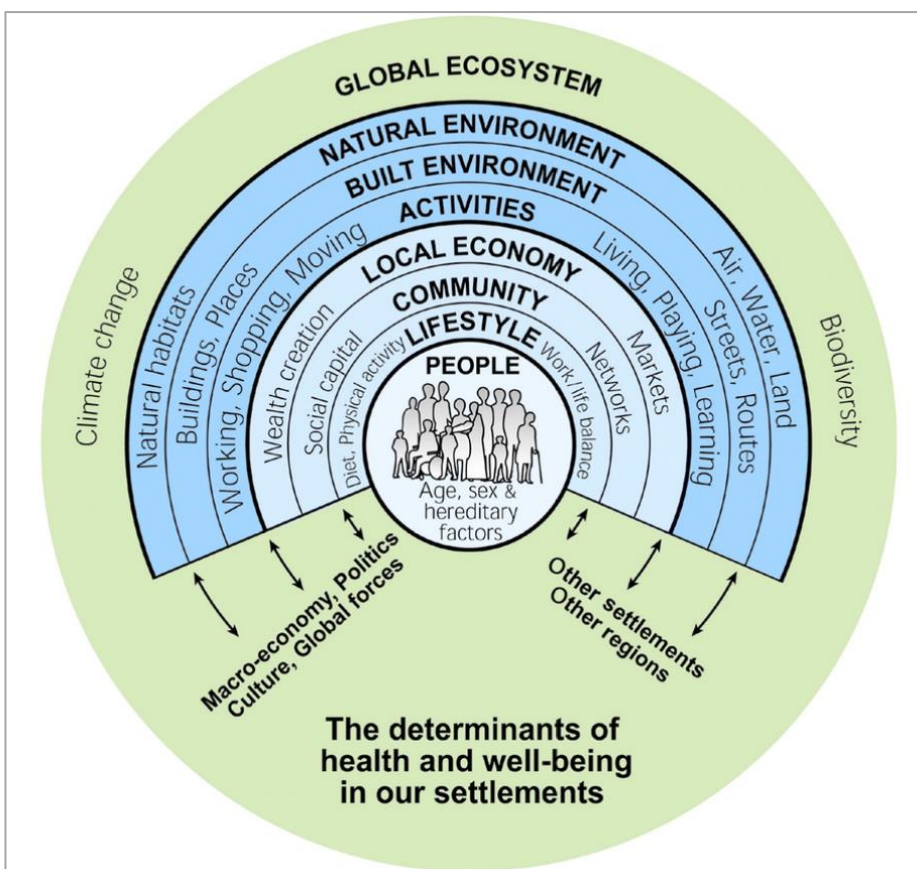 GLOBAL ECOSYSTEM
NATURAL ENVIRONMENT
BUILT ENVIRONMENT
ACTIVITIES
LOCAL ECONOMY
COMMUNITY
LIFESTYLE
PEOPLE
Age, sex &
hereditary
factors
Climate change
Natural habitats
Buildings, Places
Working, Shopping, Moving
Wealth creation
Social capital
Diet, Physical activity
Work/life balance
Networks
Markets
Living, Playing, Learning
Streets, Routes
Air, Water, Land
Biodiversity
Macro-economy, Politics
Culture, Global forces
Other settlements
Other regions
The determinants of
health and well-being
in our settlements